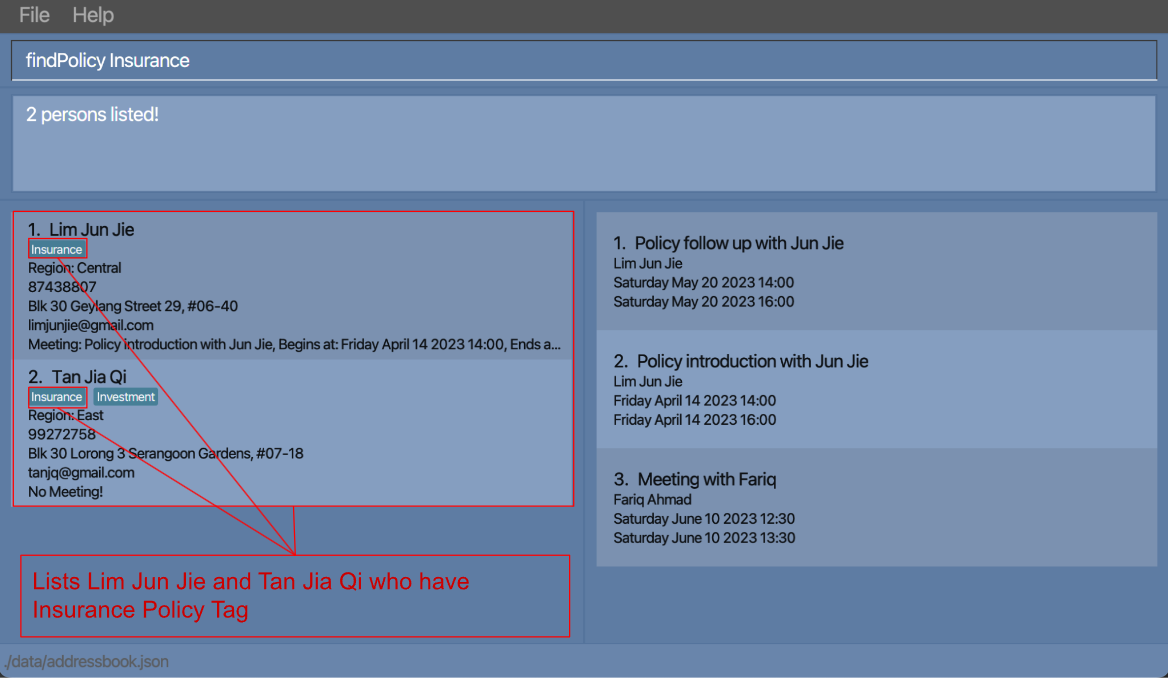 File Help
findPolicy Insurance
2 persons listed!
1. Lim Jun Jie
Insurance
Region: Central
87438807
Blk 30 Geylang Street 29, #06-40
limjunjie@gmail.com
Meeting: Policy introduction with Jun Jie, Begins at: Friday April 14 2023 14:00, Ends a...
2. Tan Jia Qi
Insurance Investment
Region: East
99272758
Blk 30 Lorong 3 Serangoon Gardens, #07-18
tanjq@gmail.com
No Meeting!
Lists Lim Jun Jie and Tan Jia Qi who have
Insurance Policy Tag
1. Policy follow up with Jun Jie
Lim Jun Jie
Saturday May 20 2023 14:00
Saturday May 20 2023 16:00
2. Policy introduction with Jun Jie
Lim Jun Jie
Friday April 14 2023 14:00
Friday April 14 2023 16:00
3. Meeting with Fariq
Fariq Ahmad
Saturday June 10 2023 12:30
Saturday June 10 2023 13:30
./data/addressbook.json